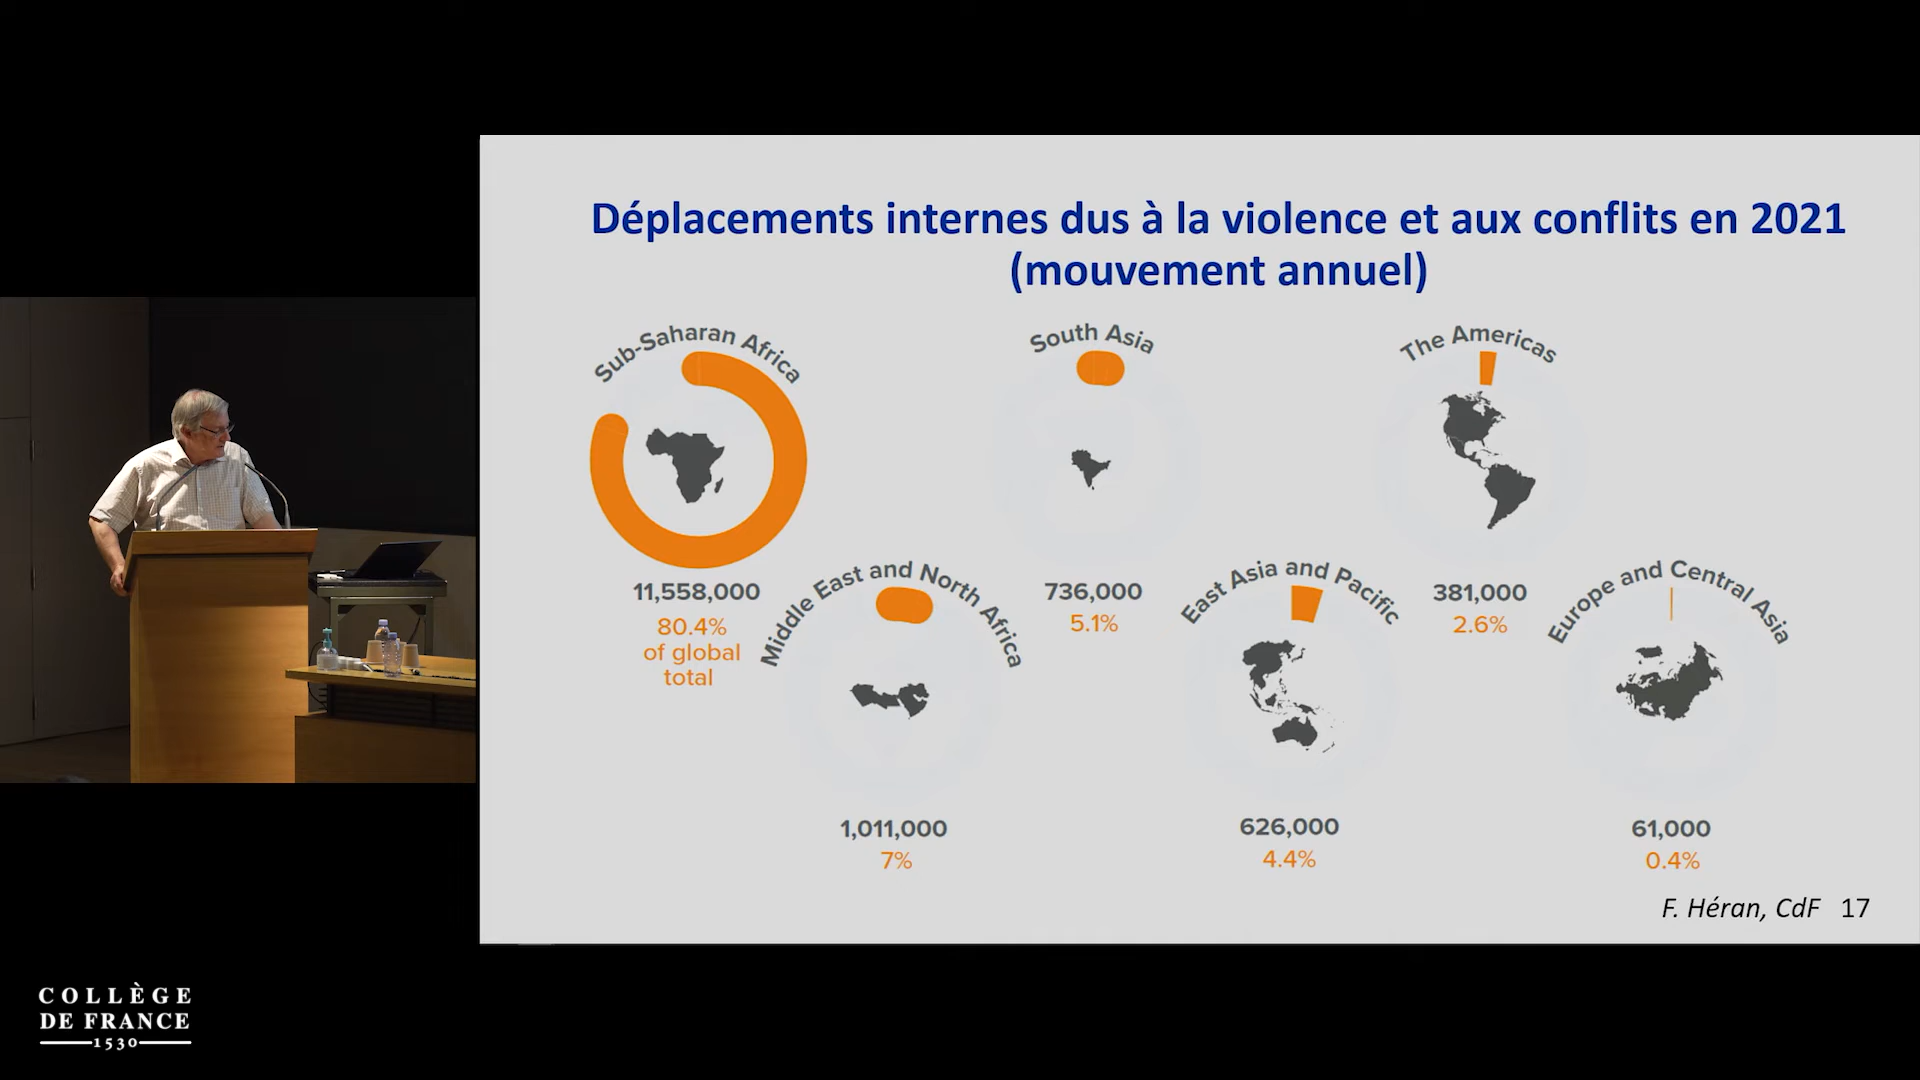 Déplacements internes dus à la violence et aux conflits en 2021
(mouvement annuel)
Sub-Saharan Africa
11,558,000
80.4%
of global
total
Middle East and North Africa
1,011,000
7%
South Asia
736,000
5.1%
East Asia and Pacific
626,000
4.4%
The Americas
381,000
2.6%
Europe and Central Asia
61,000
0.4%
F. Héran, CdF 17
COLLÈGE
DE FRANCE
1530